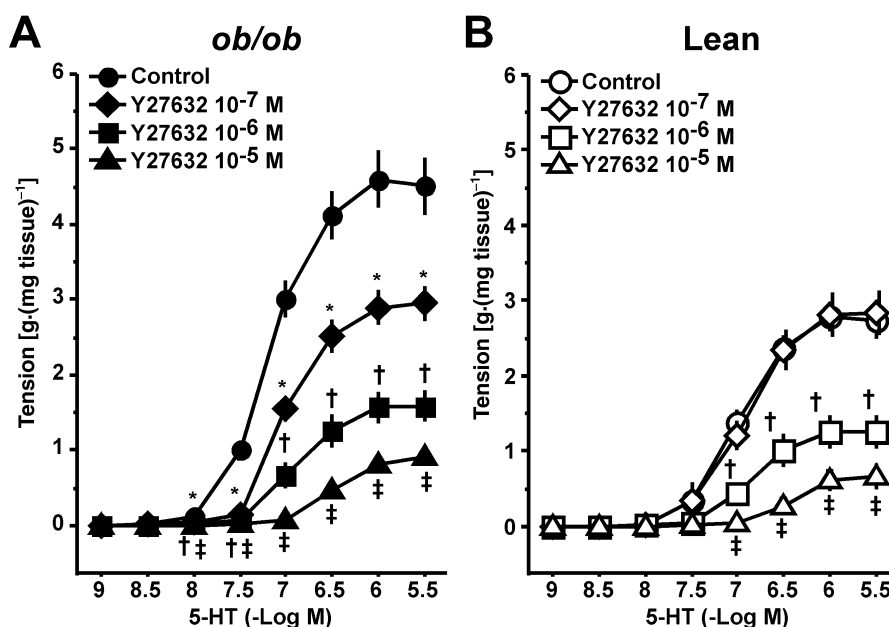 A
ob/ob
Control
Y27632 10-7 M
Y27632 10-6 M
Y27632 10-5 M
Tension [g·(mg tissue)–1]
6
5
4
3
2
1
0
* * * * * *
† † † † † †
‡ ‡ ‡ ‡ ‡ ‡
9 8.5 8 7.5 7 6.5 6 5.5
5-HT (-Log M)
B
Lean
Control
Y27632 10-7 M
Y27632 10-6 M
Y27632 10-5 M
Tension [g·(mg tissue)–1]
6
5
4
3
2
1
0
† † † †
‡ ‡ ‡ ‡
9 8.5 8 7.5 7 6.5 6 5.5
5-HT (-Log M)